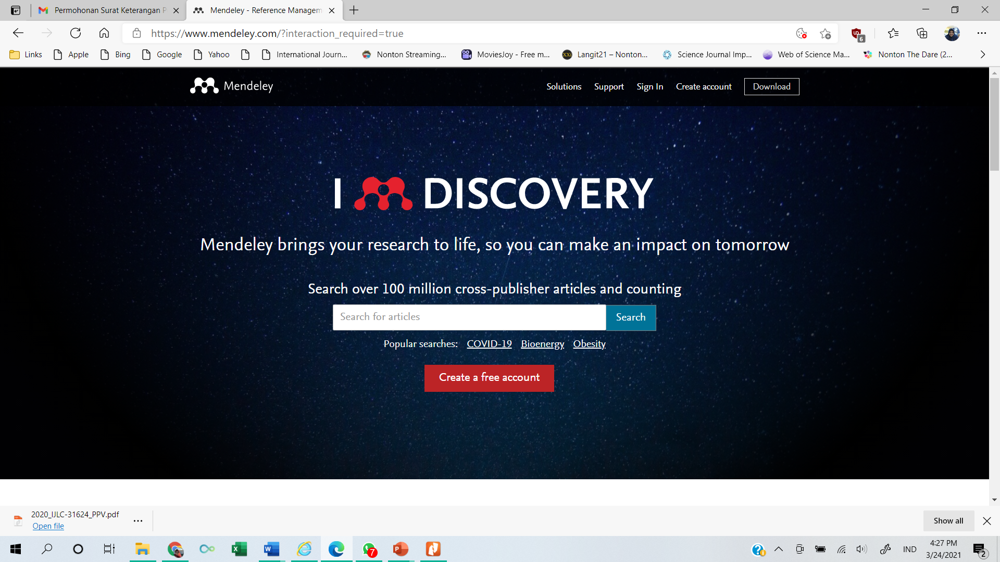 Permohonan Surat Keterangan P
Mendeley - Reference Managem
https://www.mendeley.com/?interaction_required=true
6
Links Apple Bing Google Yahoo International Journ... Nonton Streaming... MoviesJoy - Free m... Langit21 – Nonton... Science Journal Imp... Web of Science Ma... Nonton The Dare (2...
Mendeley
Solutions Support Sign In Create account Download
I DISCOVERY
Mendeley brings your research to life, so you can make an impact on tomorrow
Search over 100 million cross-publisher articles and counting
Search for articles Search
Popular searches: COVID-19 Bioenergy Obesity
Create a free account
2020_IJLC-31624_PPV.pdf
Open file
Show all
7
IND
4:27 PM
3/24/2021
2